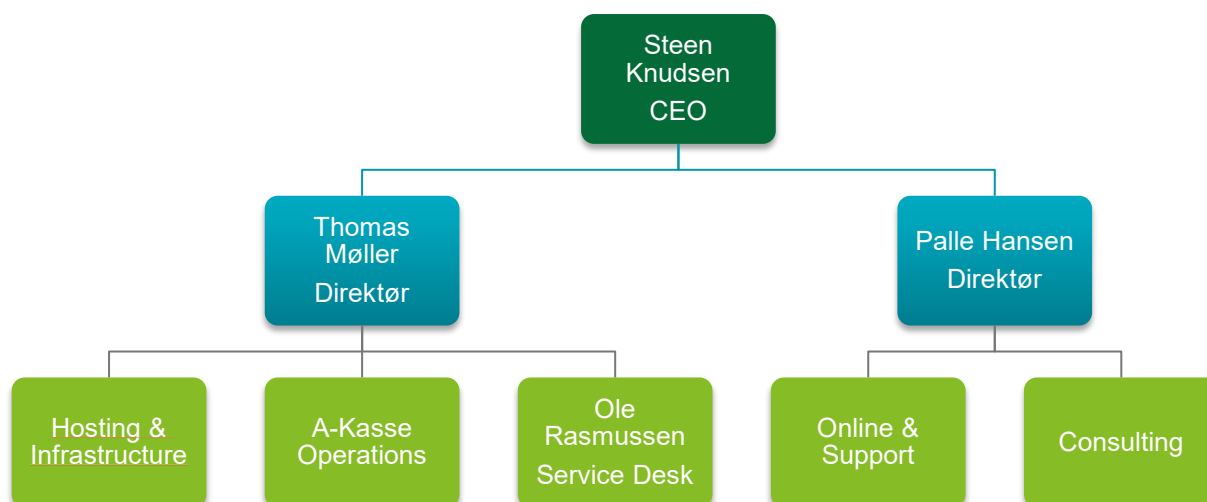 Steen
Knudsen
CEO
Thomas
Møller
Direktør
Palle Hansen
Direktør
Hosting &
Infrastructure
A-Kasse
Operations
Ole
Rasmussen
Service Desk
Online &
Support
Consulting